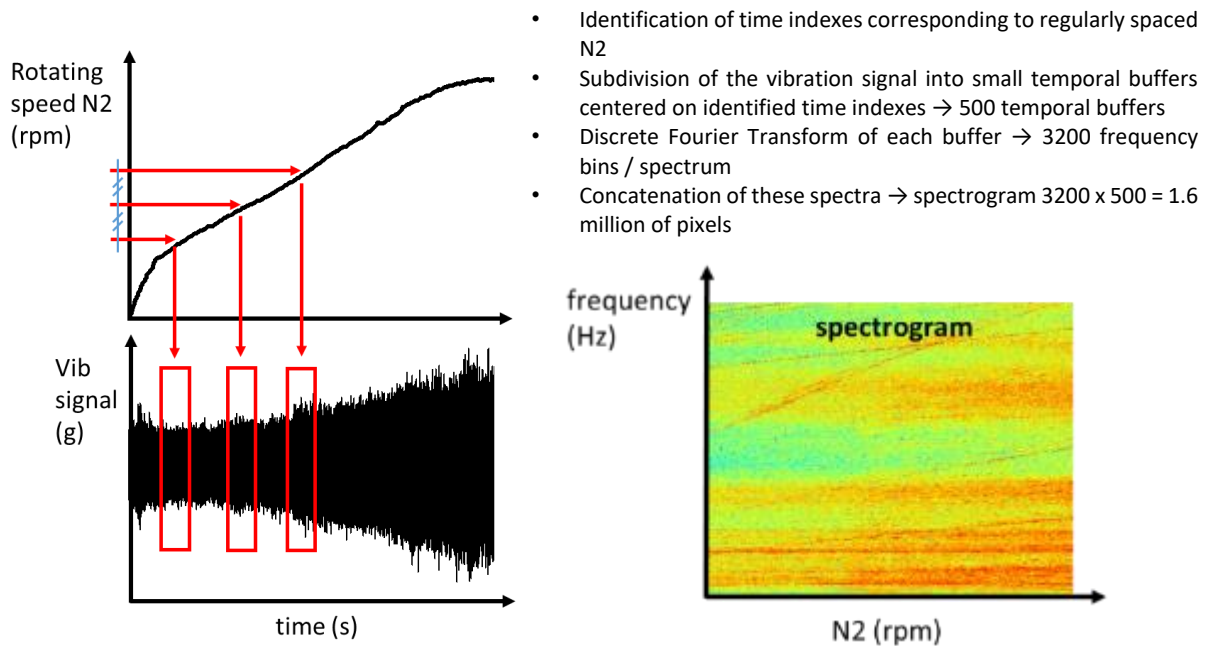 Rotating
speed N2
(rpm)
Vib
signal
(g)
time (s)
• Identification of time indexes corresponding to regularly spaced
N2
• Subdivision of the vibration signal into small temporal buffers
centered on identified time indexes → 500 temporal buffers
• Discrete Fourier Transform of each buffer → 3200 frequency
bins / spectrum
• Concatenation of these spectra → spectrogram 3200 x 500 = 1.6
million of pixels
frequency
(Hz)
spectrogram
N2 (rpm)